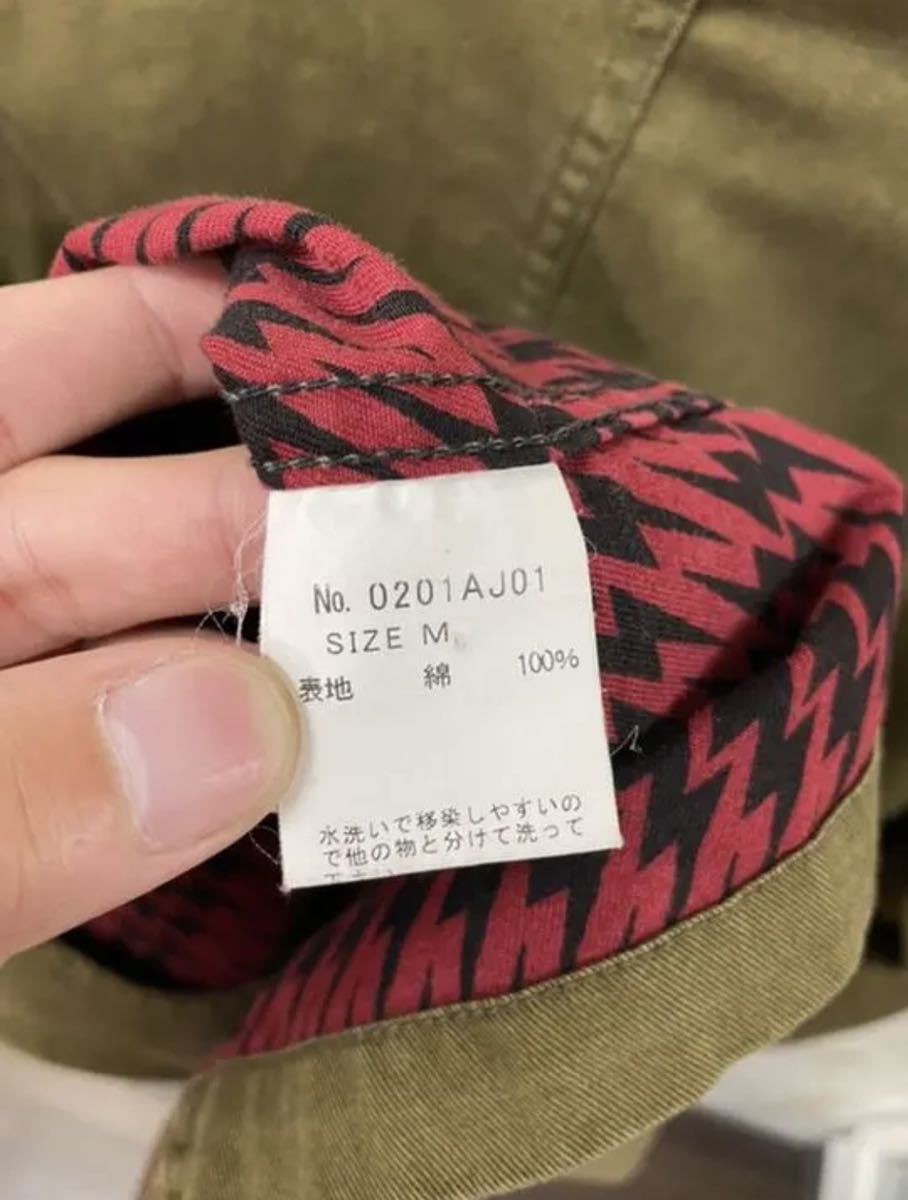 No. 0201AJ01
SIZE M
表地 綿 100%
水洗いで移染しやすいの
で他の物と分けて洗って